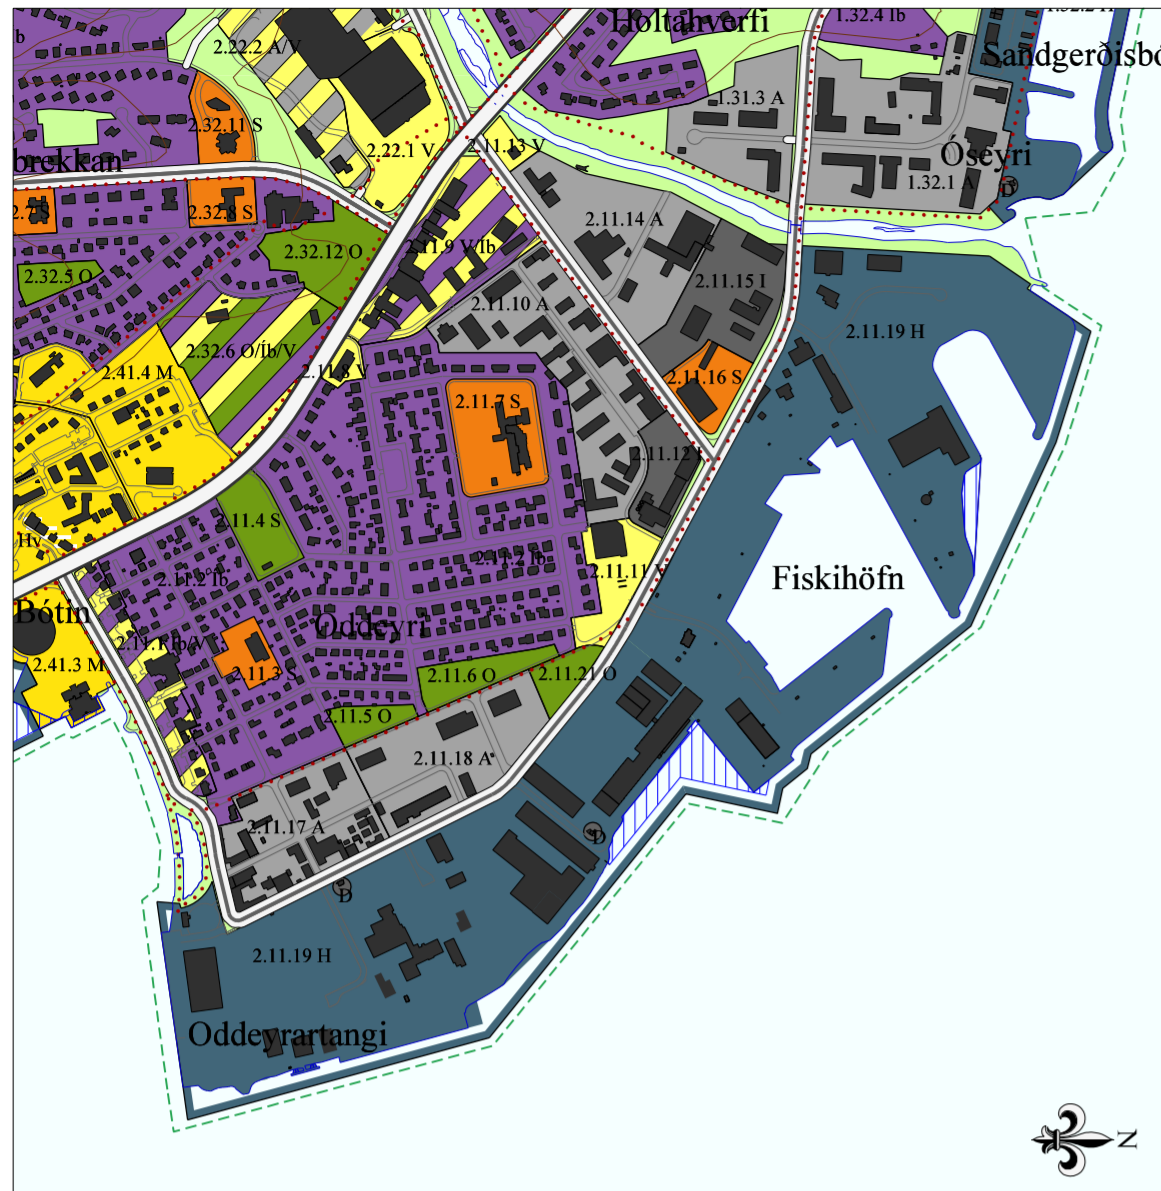 Holtahverfi
1.32.4 Íb
b
2.22.2 A/V
Sandgerðisbó
1.31.3 A
2.32.11 S
2.22.1 V
2.11.13 V
Óseyri
brekkan
1.32.1 A
D
2.32.8 S
2.11.14 A
2.32.12 O
2.11.9 V/Íb
2.32.5 O
2.11.15 I
2.11.10 A
2.11.19 H
2.32.6 O/Íb/V
2.41.4 M
2.11.8 V
2.11.16 S
2.11.7 S
2.11.12 I
2.11.4 S
Hv
2.11.2 Íb
2.11.2 Íb
2.11.11 V
Fiskihöfn
Bótin
Oddeyri
2.11.1 Íb/V
2.41.3 M
2.11.3 S
2.11.6 O
2.11.21 O
2.11.5 O
2.11.18 A
2.11.17 A
D
D
2.11.19 H
Oddeyrartangi
N